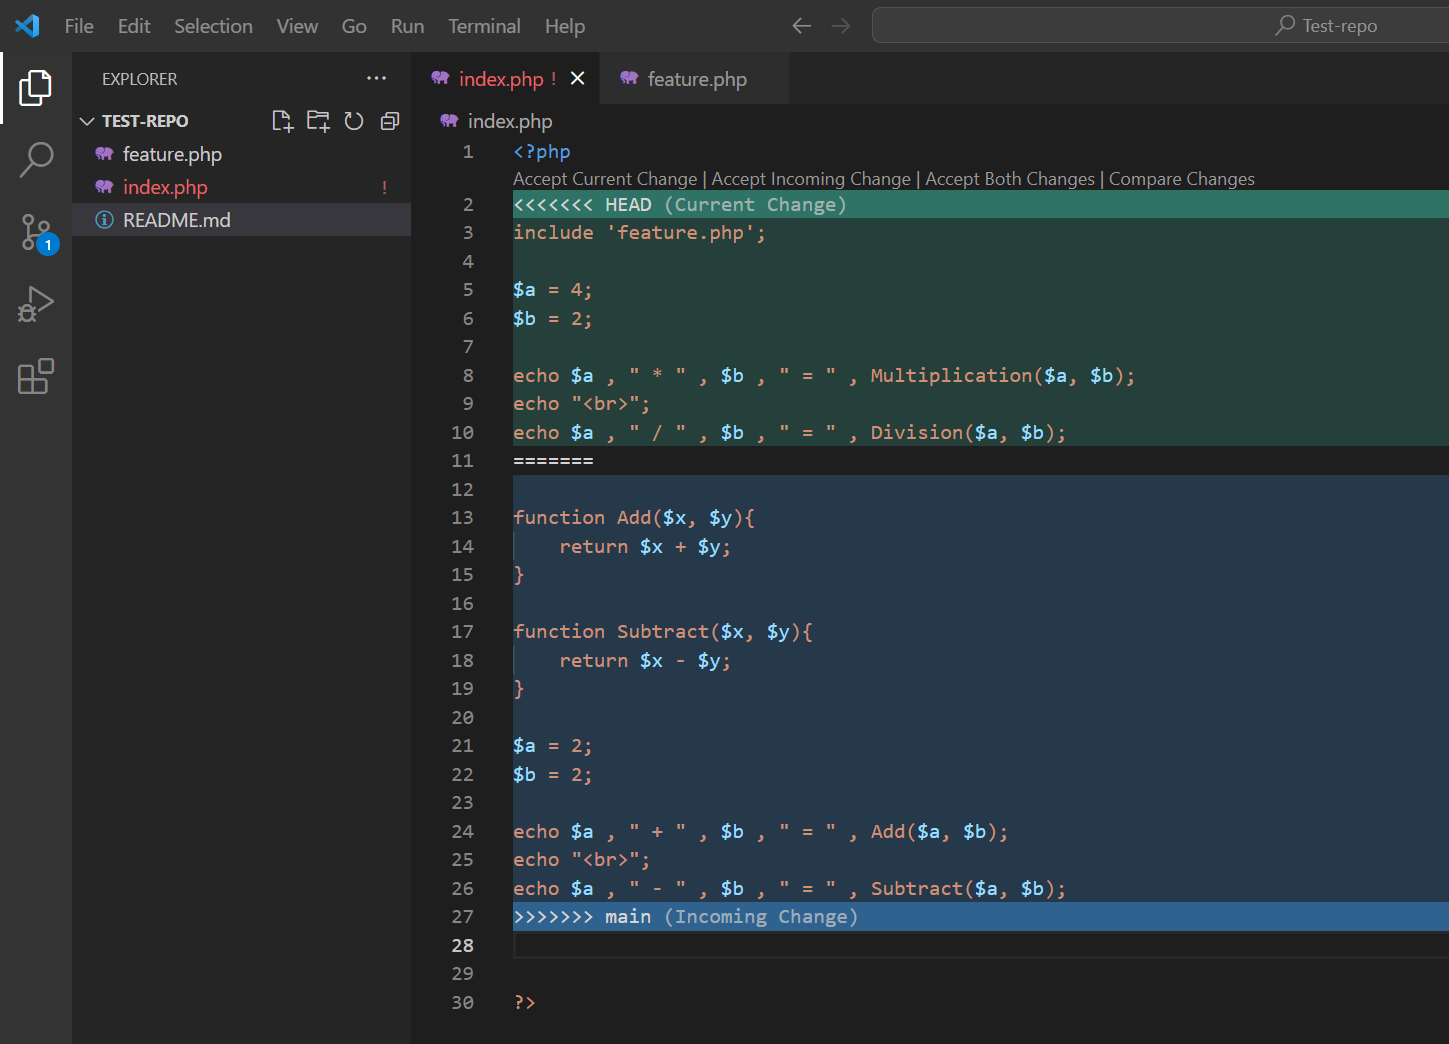 File Edit Selection View Go Run Terminal Help
Test-repo
EXPLORER
TEST-REPO
feature.php
index.php !
README.md
1
index.php !
feature.php
index.php
1 <?php
Accept Current Change | Accept Incoming Change | Accept Both Changes | Compare Changes
2 <<<<<<< HEAD (Current Change)
3 include 'feature.php';
4
5 $a = 4;
6 $b = 2;
7
8 echo $a , " * " , $b , " = " , Multiplication($a, $b);
9 echo "<br>";
10 echo $a , " / " , $b , " = " , Division($a, $b);
11 =======
12
13 function Add($x, $y){
14     return $x + $y;
15 }
16
17 function Subtract($x, $y){
18     return $x - $y;
19 }
20
21 $a = 2;
22 $b = 2;
23
24 echo $a , " + " , $b , " = " , Add($a, $b);
25 echo "<br>";
26 echo $a , " - " , $b , " = " , Subtract($a, $b);
27 >>>>>>> main (Incoming Change)
28
29
30 ?>